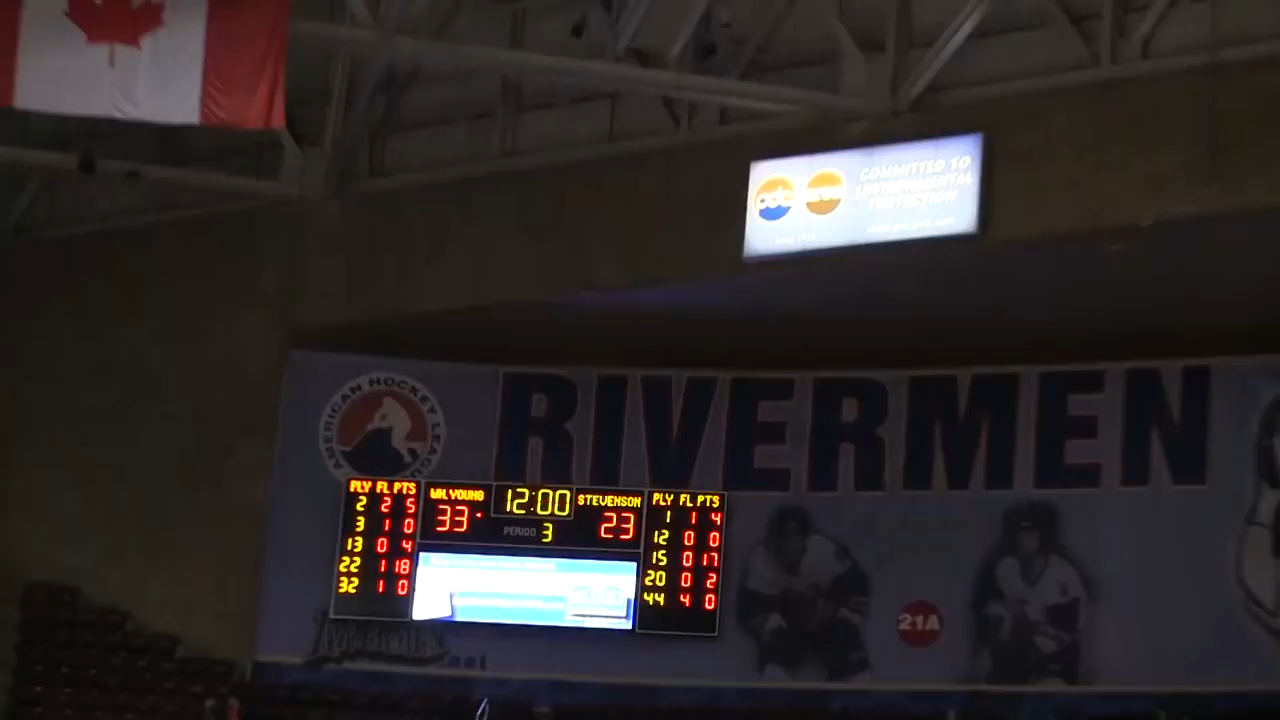 COMMITTED TO
ENVIRONMENTAL
PROTECTION
pdts
AMERICAN HOCKEY LEAGUE
RIVERMEN
PLY FL PTS
2 2 5
3 1 0
13 0 4
22 1 18
32 1 0
WH.YOUNG
33
12:00
PERIOD 3
STEVENSON
23
PLY FL PTS
1 1 4
12 0 0
15 0 17
20 0 2
44 4 0
21A